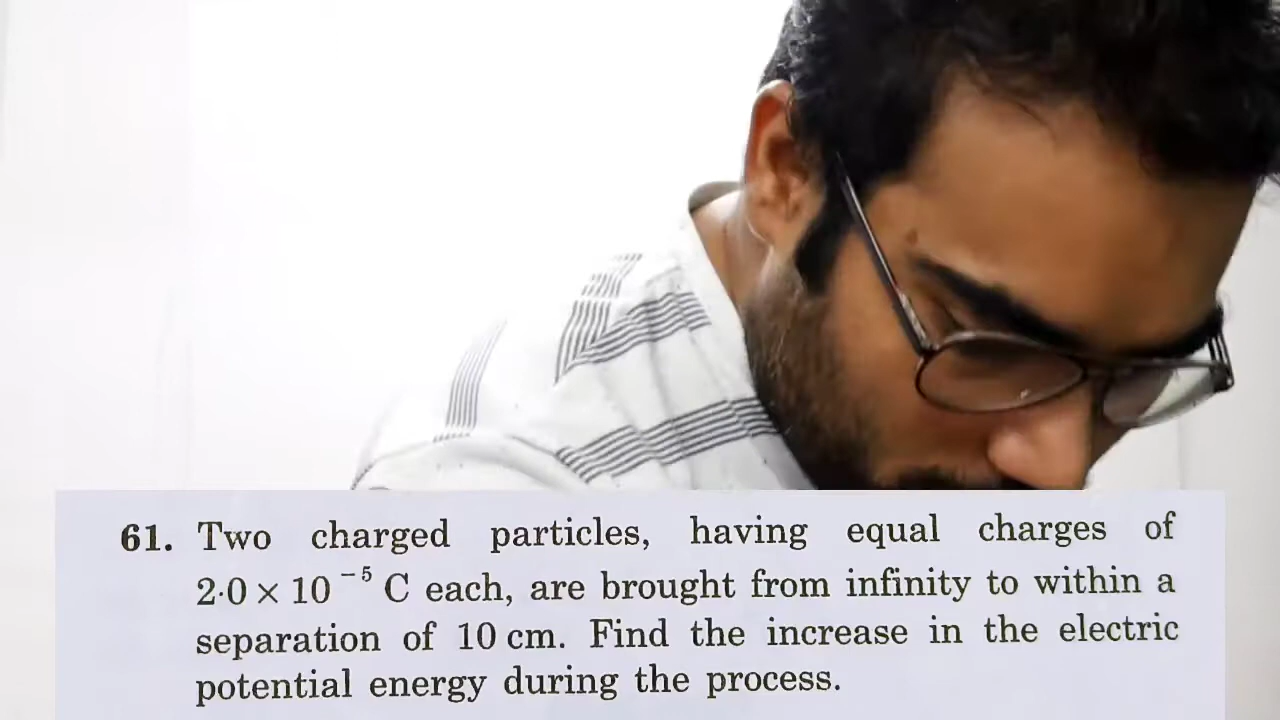 61. Two charged particles, having equal charges of
2·0 × 10⁻⁵ C each, are brought from infinity to within a
separation of 10 cm. Find the increase in the electric
potential energy during the process.